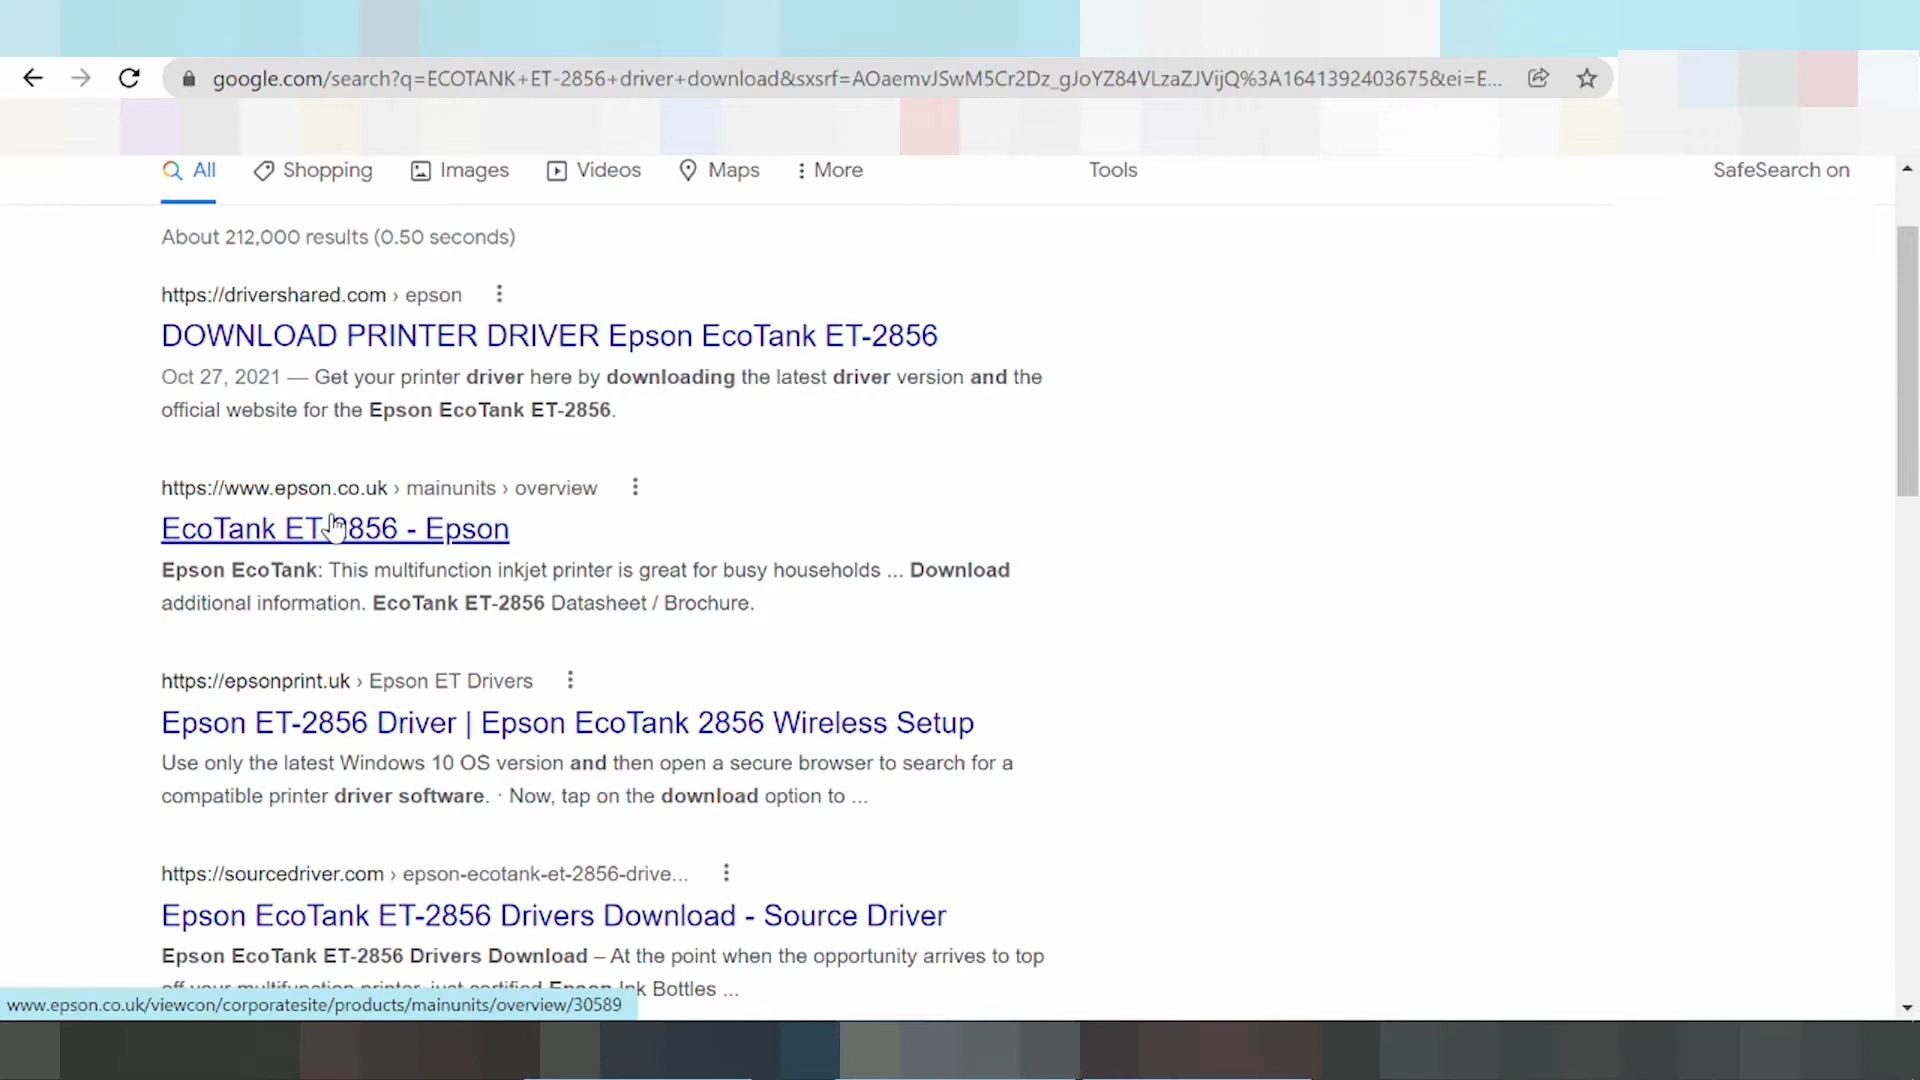 google.com/search?q=ECOTANK+ET-2856+driver+download&sxsrf=AOaemvJSwM5Cr2Dz_gJoYZ84VLzaZJVijQ%3A1641392403675&ei=E...
All Shopping Images Videos Maps More Tools SafeSearch on
About 212,000 results (0.50 seconds)
https://drivershared.com › epson
DOWNLOAD PRINTER DRIVER Epson EcoTank ET-2856
Oct 27, 2021 — Get your printer driver here by downloading the latest driver version and the
official website for the Epson EcoTank ET-2856.
https://www.epson.co.uk › mainunits › overview
EcoTank ET-2856 - Epson
Epson EcoTank: This multifunction inkjet printer is great for busy households ... Download
additional information. EcoTank ET-2856 Datasheet / Brochure.
https://epsonprint.uk › Epson ET Drivers
Epson ET-2856 Driver | Epson EcoTank 2856 Wireless Setup
Use only the latest Windows 10 OS version and then open a secure browser to search for a
compatible printer driver software. · Now, tap on the download option to ...
https://sourcedriver.com › epson-ecotank-et-2856-drive...
Epson EcoTank ET-2856 Drivers Download - Source Driver
Epson EcoTank ET-2856 Drivers Download – At the point when the opportunity arrives to top
off your multifunction printer, just certified Epson Ink Bottles ...
www.epson.co.uk/viewcon/corporatesite/products/mainunits/overview/30589